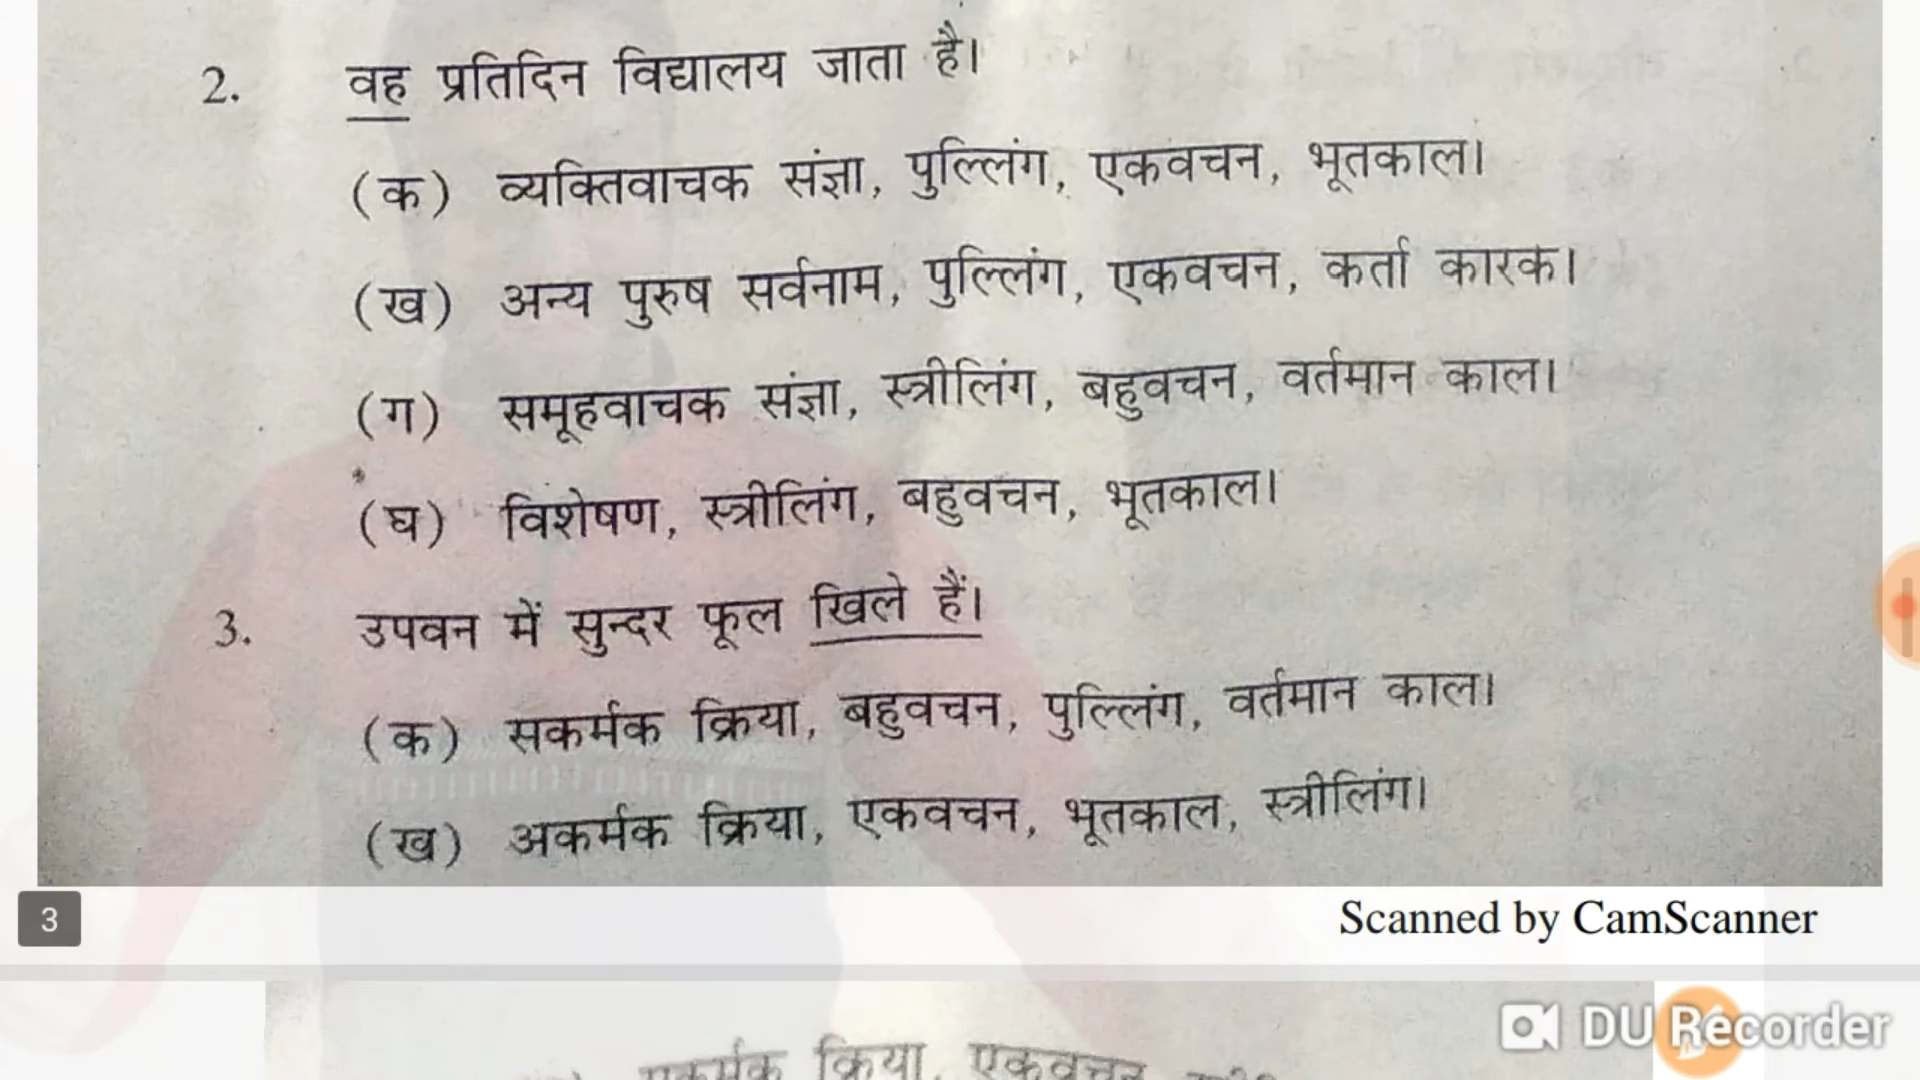 2. वह प्रतिदिन विद्यालय जाता है।
(क) व्यक्तिवाचक संज्ञा, पुल्लिंग, एकवचन, भूतकाल।
(ख) अन्य पुरुष सर्वनाम, पुल्लिंग, एकवचन, कर्ता कारक।
(ग) समूहवाचक संज्ञा, स्त्रीलिंग, बहुवचन, वर्तमान काल।
(घ) विशेषण, स्त्रीलिंग, बहुवचन, भूतकाल।
3. उपवन में सुन्दर फूल खिले हैं।
(क) सकर्मक क्रिया, बहुवचन, पुल्लिंग, वर्तमान काल।
(ख) अकर्मक क्रिया, एकवचन, भूतकाल, स्त्रीलिंग।
3
Scanned by CamScanner
DU Recorder
क्रिया, एकवचन